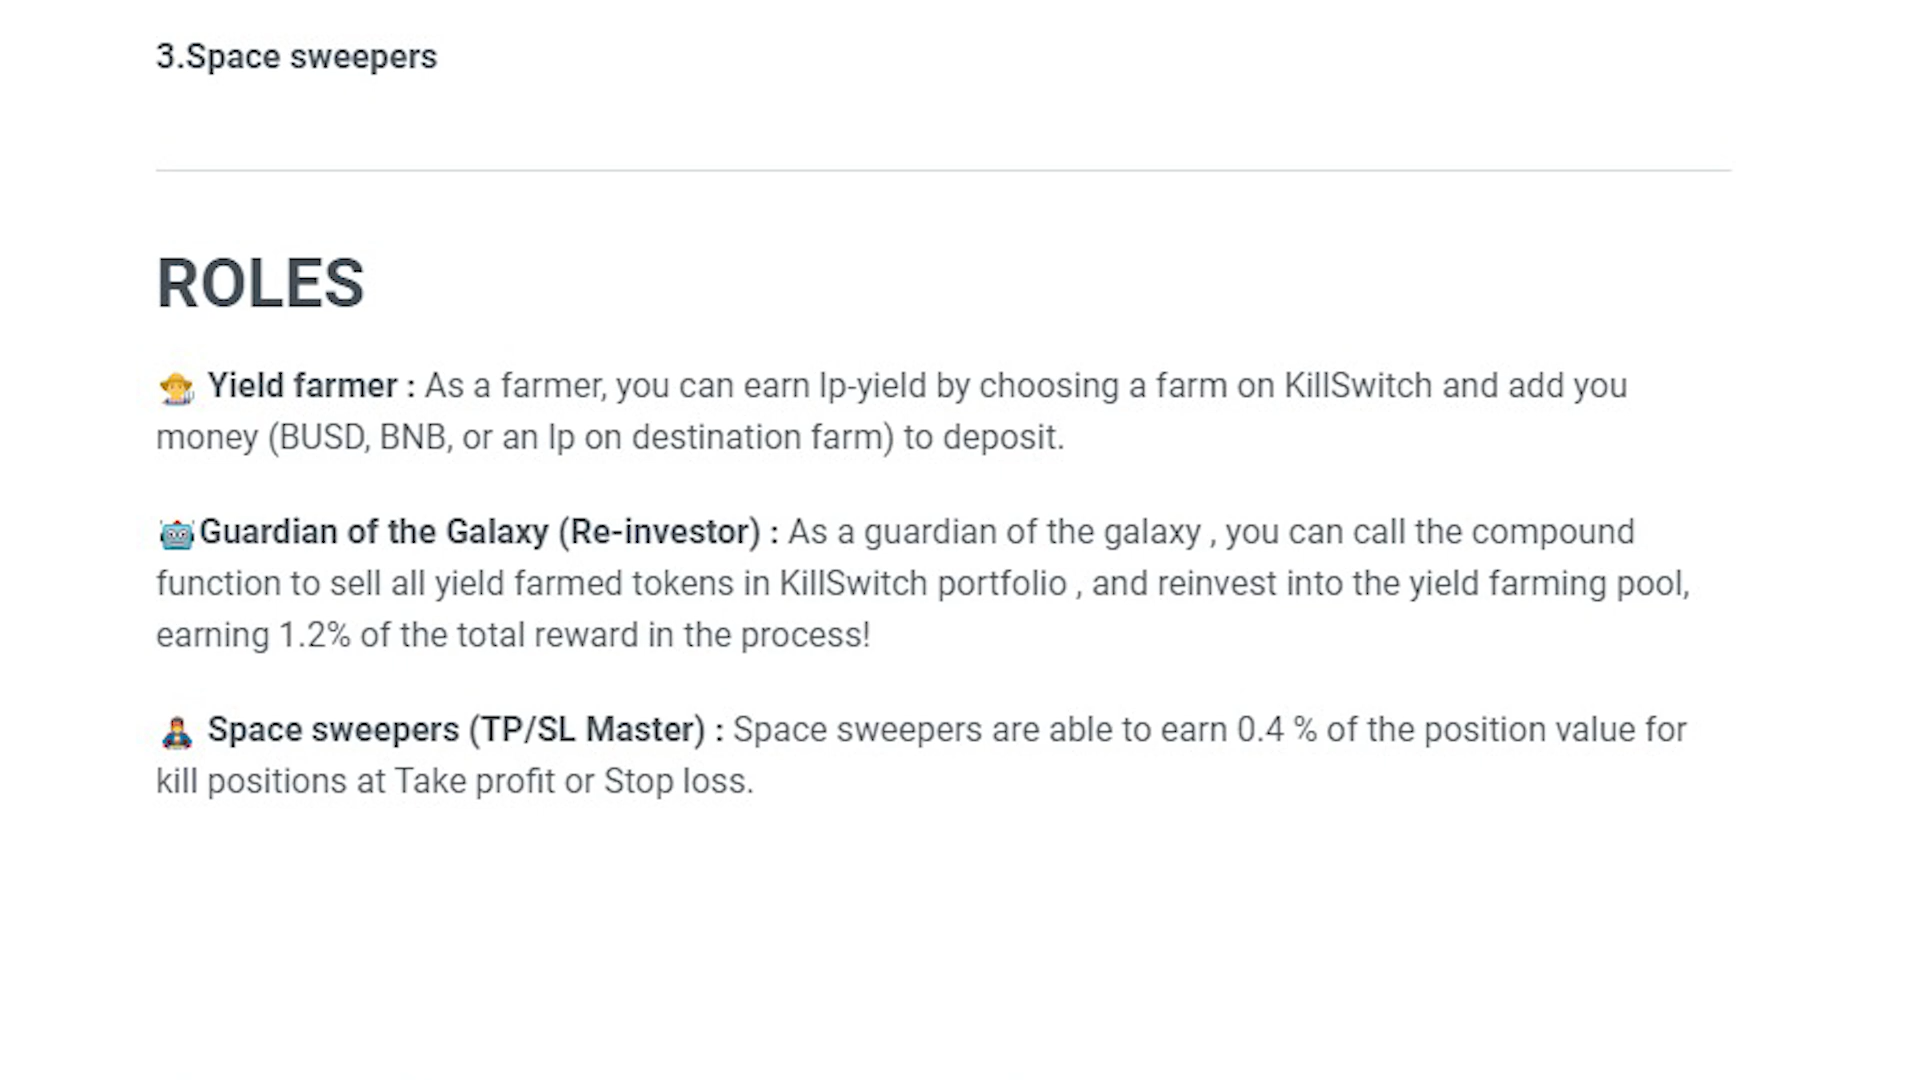 3.Space sweepers
ROLES
Yield farmer : As a farmer, you can earn lp-yield by choosing a farm on KillSwitch and add you
money (BUSD, BNB, or an lp on destination farm) to deposit.
Guardian of the Galaxy (Re-investor) : As a guardian of the galaxy , you can call the compound
function to sell all yield farmed tokens in KillSwitch portfolio , and reinvest into the yield farming pool,
earning 1.2% of the total reward in the process!
Space sweepers (TP/SL Master) : Space sweepers are able to earn 0.4 % of the position value for
kill positions at Take profit or Stop loss.